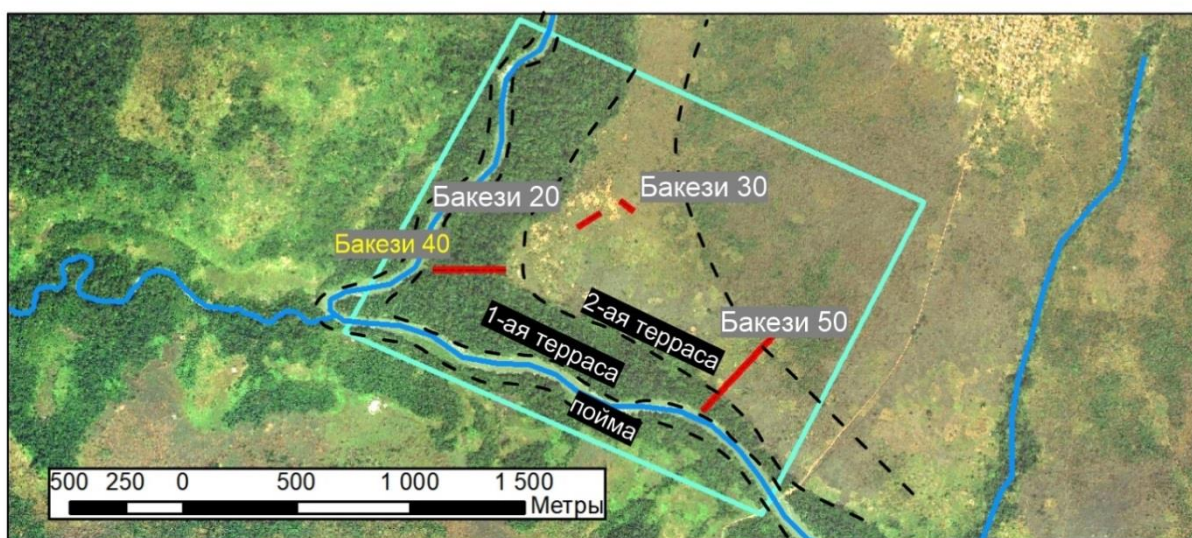 Бакези 20
Бакези 30
Бакези 40
Бакези 50
1-ая терраса
2-ая терраса
пойма
500 250 0 500 1 000 1 500
Метры